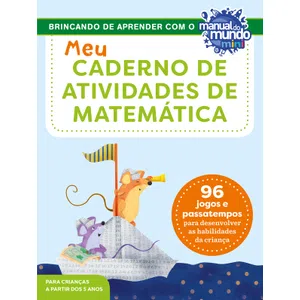 BRINCANDO DE APRENDER COM O
manual do
mundo
mini
Meu
CADERNO DE
ATIVIDADES DE
MATEMÁTICA
96
jogos e
passatempos
para desenvolver
as habilidades
da criança
PARA CRIANÇAS
A PARTIR DOS 5 ANOS